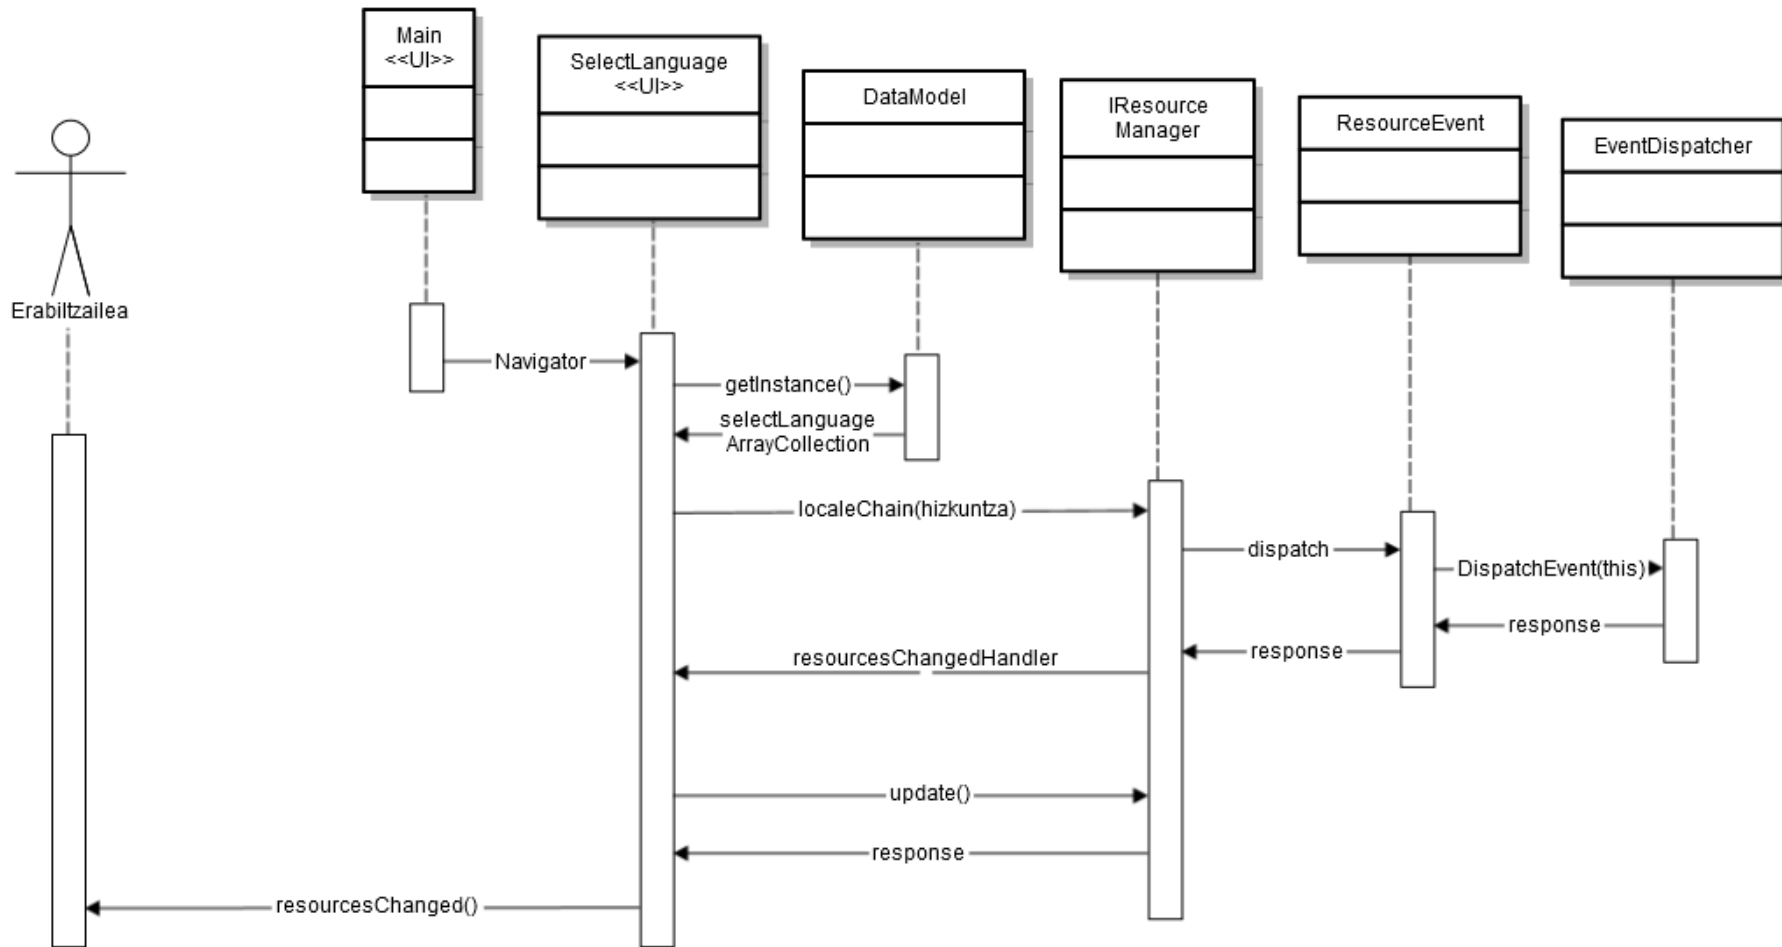 Main
<<UI>>
SelectLanguage
<<UI>>
DataModel
IResource
Manager
ResourceEvent
EventDispatcher
Erabiltzailea
Navigator
getInstance()
selectLanguage
ArrayCollection
localeChain(hizkuntza)
dispatch
DispatchEvent(this)
response
response
resourcesChangedHandler
update()
response
resourcesChanged()